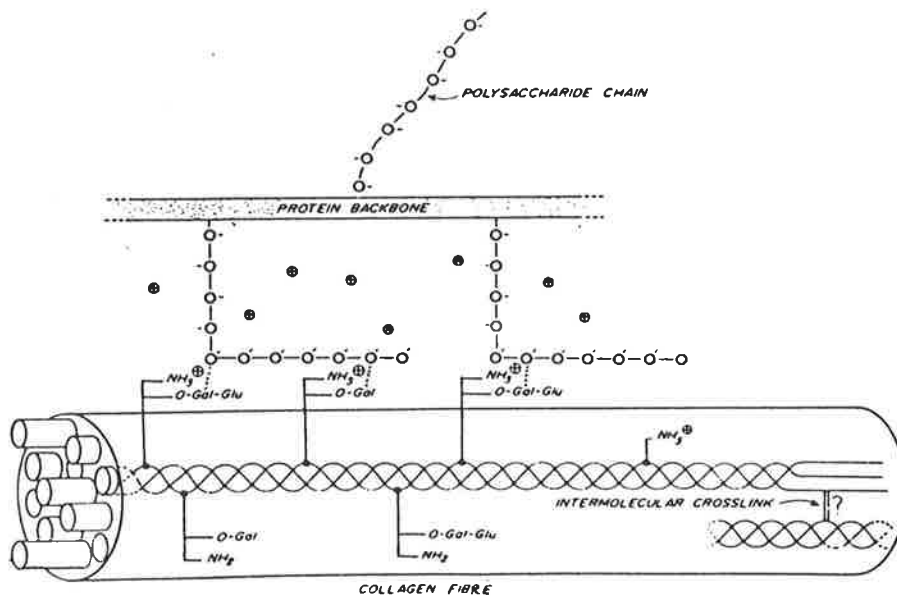 POLYSACCHARIDE CHAIN
PROTEIN BACKBONE
NH₃⊕
O-Gal-Glu
NH₃⊕
O-Gal
NH₃⊕
O-Gal-Glu
NH₃⊕
INTERMOLECULAR CROSSLINK
?
O-Gal
NH₂
O-Gal-Glu
NH₂
COLLAGEN FIBRE